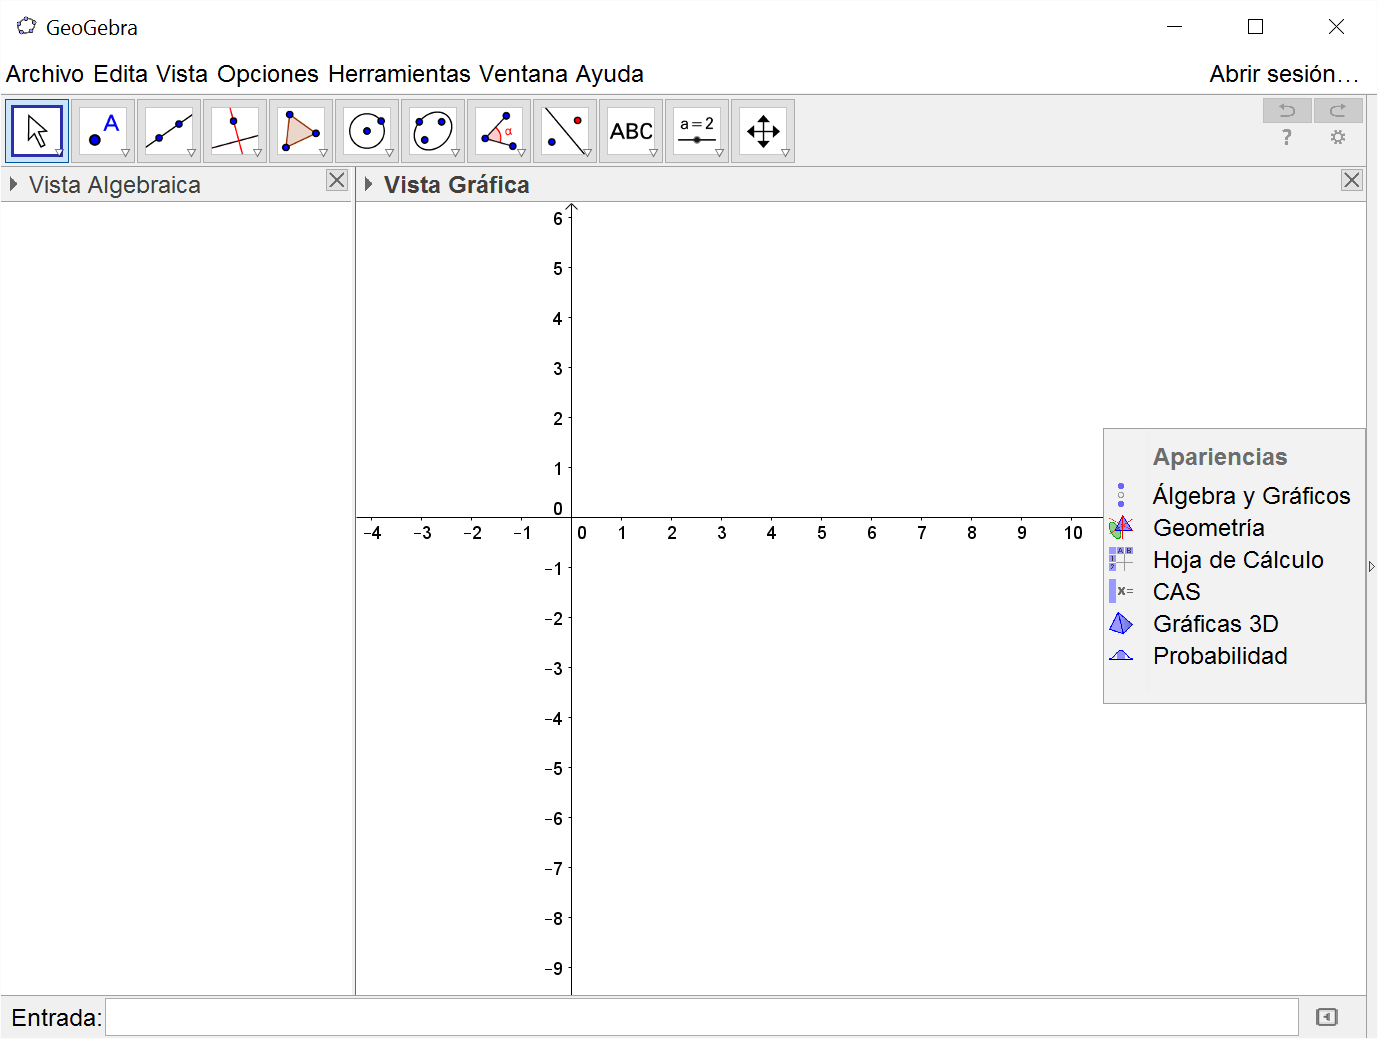 GeoGebra
Archivo Edita Vista Opciones Herramientas Ventana Ayuda Abrir sesión...
A α ABC a=2 ?
Vista Algebraica Vista Gráfica
6
5
4
3
2
1
0
−4 −3 −2 −1 0 1 2 3 4 5 6 7 8 9 10
−1
−2
−3
−4
−5
−6
−7
−8
−9
Apariencias
Álgebra y Gráficos
Geometría
A B
1
2
Hoja de Cálculo
x= CAS
Gráficas 3D
Probabilidad
Entrada: